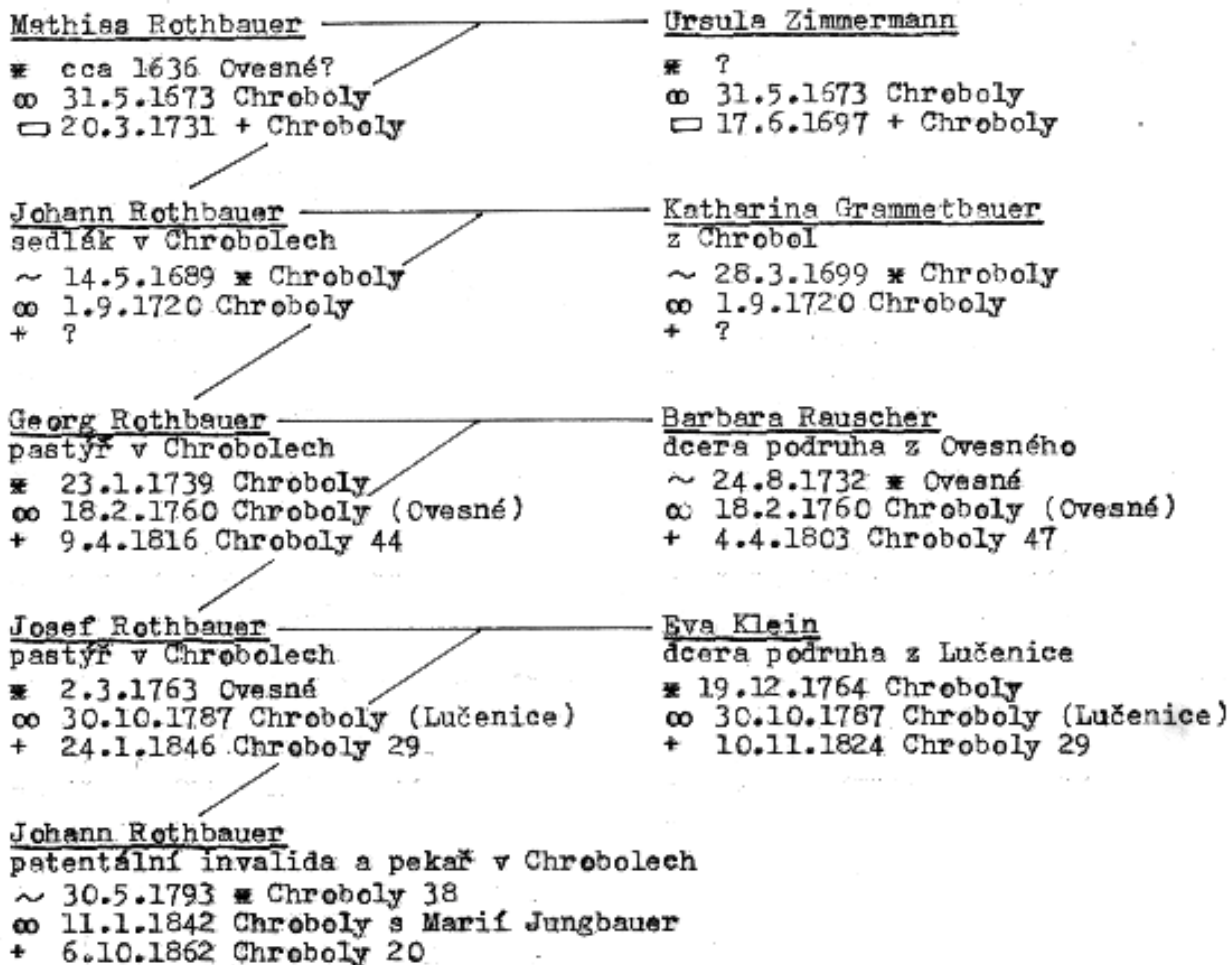 Mathias Rothbauer
* cca 1636 Ovesné?
∞ 31.5.1673 Chroboly
▭ 20.3.1731 + Chroboly
Ursula Zimmermann
* ?
∞ 31.5.1673 Chroboly
▭ 17.6.1697 + Chroboly
Johann Rothbauer
sedlák v Chrobolech
~ 14.5.1689 * Chroboly
∞ 1.9.1720 Chroboly
+ ?
Katharina Grammetbauer
z Chrobol
~ 28.3.1699 * Chroboly
∞ 1.9.1720 Chroboly
+ ?
Georg Rothbauer
pastýř v Chrobolech
* 23.1.1739 Chroboly
∞ 18.2.1760 Chroboly (Ovesné)
+ 9.4.1816 Chroboly 44
Barbara Rauscher
dcera podruha z Ovesného
~ 24.8.1732 * Ovesné
∞ 18.2.1760 Chroboly (Ovesné)
+ 4.4.1803 Chroboly 47
Josef Rothbauer
pastýř v Chrobolech
* 2.3.1763 Ovesné
∞ 30.10.1787 Chroboly (Lučenice)
+ 24.1.1846 Chroboly 29
Eva Klein
dcera podruha z Lučenice
* 19.12.1764 Chroboly
∞ 30.10.1787 Chroboly (Lučenice)
+ 10.11.1824 Chroboly 29
Johann Rothbauer
patentální invalida a pekař v Chrobolech
~ 30.5.1793 * Chroboly 38
∞ 11.1.1842 Chroboly s Marií Jungbauer
+ 6.10.1862 Chroboly 20